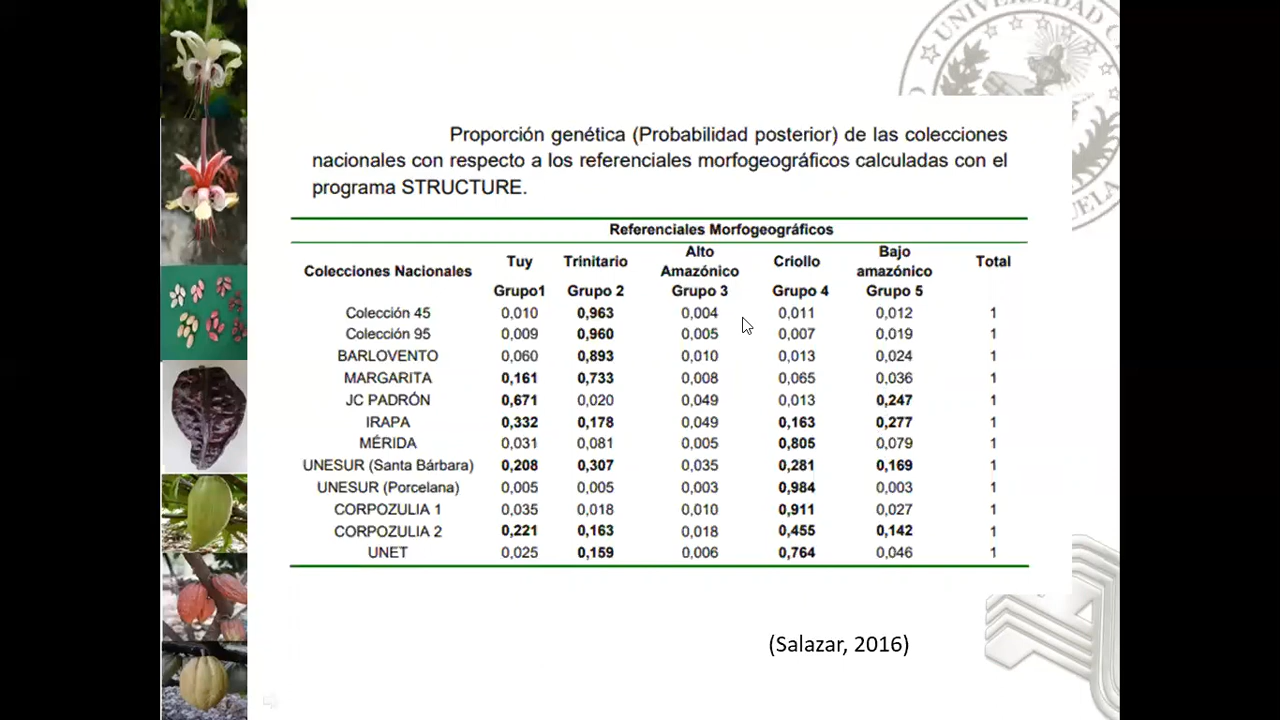 UNIVERSIDAD C
UELA
Proporción genética (Probabilidad posterior) de las colecciones
nacionales con respecto a los referenciales morfogeográficos calculadas con el
programa STRUCTURE.
Referenciales Morfogeográficos
Colecciones Nacionales Tuy Trinitario Alto Amazónico Criollo Bajo amazónico Total
Grupo1 Grupo 2 Grupo 3 Grupo 4 Grupo 5
Colección 45 0,010 0,963 0,004 0,011 0,012 1
Colección 95 0,009 0,960 0,005 0,007 0,019 1
BARLOVENTO 0,060 0,893 0,010 0,013 0,024 1
MARGARITA 0,161 0,733 0,008 0,065 0,036 1
JC PADRÓN 0,671 0,020 0,049 0,013 0,247 1
IRAPA 0,332 0,178 0,049 0,163 0,277 1
MÉRIDA 0,031 0,081 0,005 0,805 0,079 1
UNESUR (Santa Bárbara) 0,208 0,307 0,035 0,281 0,169 1
UNESUR (Porcelana) 0,005 0,005 0,003 0,984 0,003 1
CORPOZULIA 1 0,035 0,018 0,010 0,911 0,027 1
CORPOZULIA 2 0,221 0,163 0,018 0,455 0,142 1
UNET 0,025 0,159 0,006 0,764 0,046 1
(Salazar, 2016)